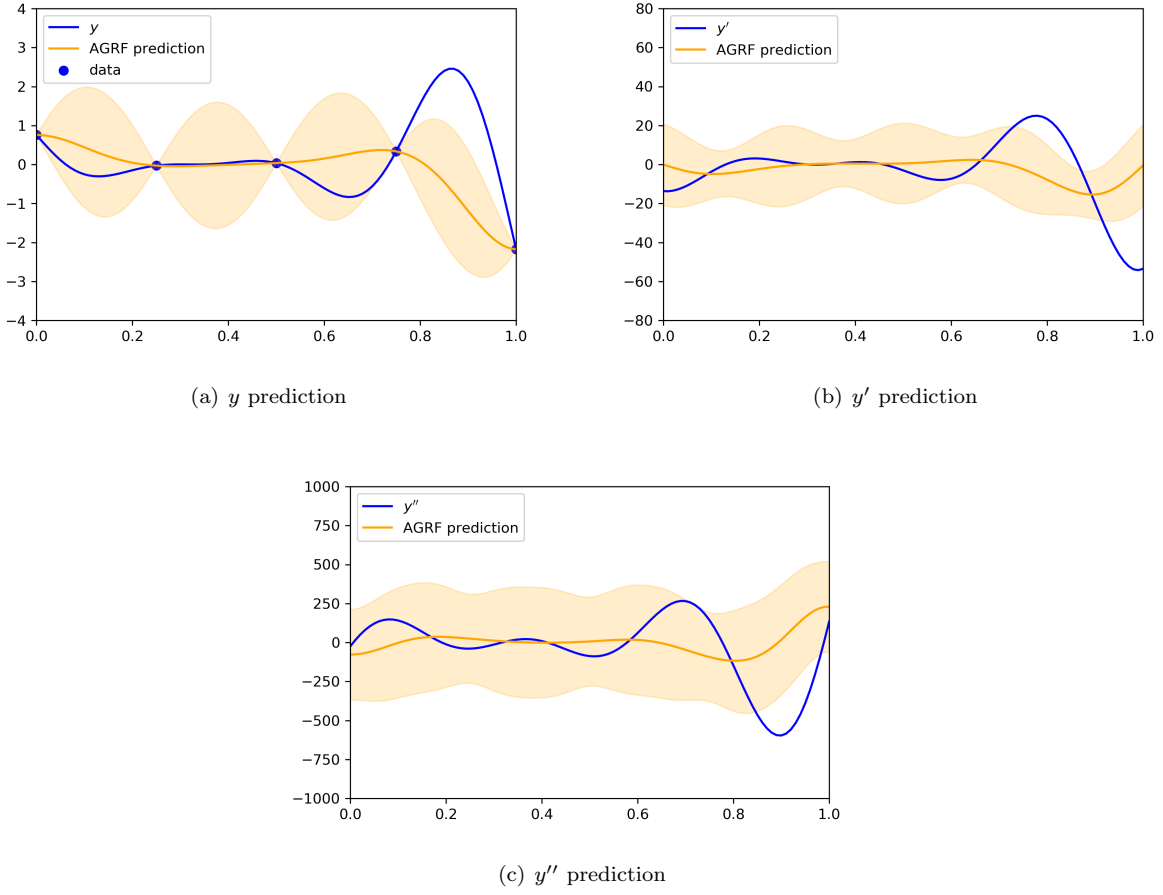 4
3
2
1
0
−1
−2
−3
−4
0.0 0.2 0.4 0.6 0.8 1.0
y
AGRF prediction
data
(a) y prediction
80
60
40
20
0
−20
−40
−60
−80
0.0 0.2 0.4 0.6 0.8 1.0
y′
AGRF prediction
(b) y′ prediction
1000
750
500
250
0
−250
−500
−750
−1000
0.0 0.2 0.4 0.6 0.8 1.0
y′′
AGRF prediction
(c) y′′ prediction